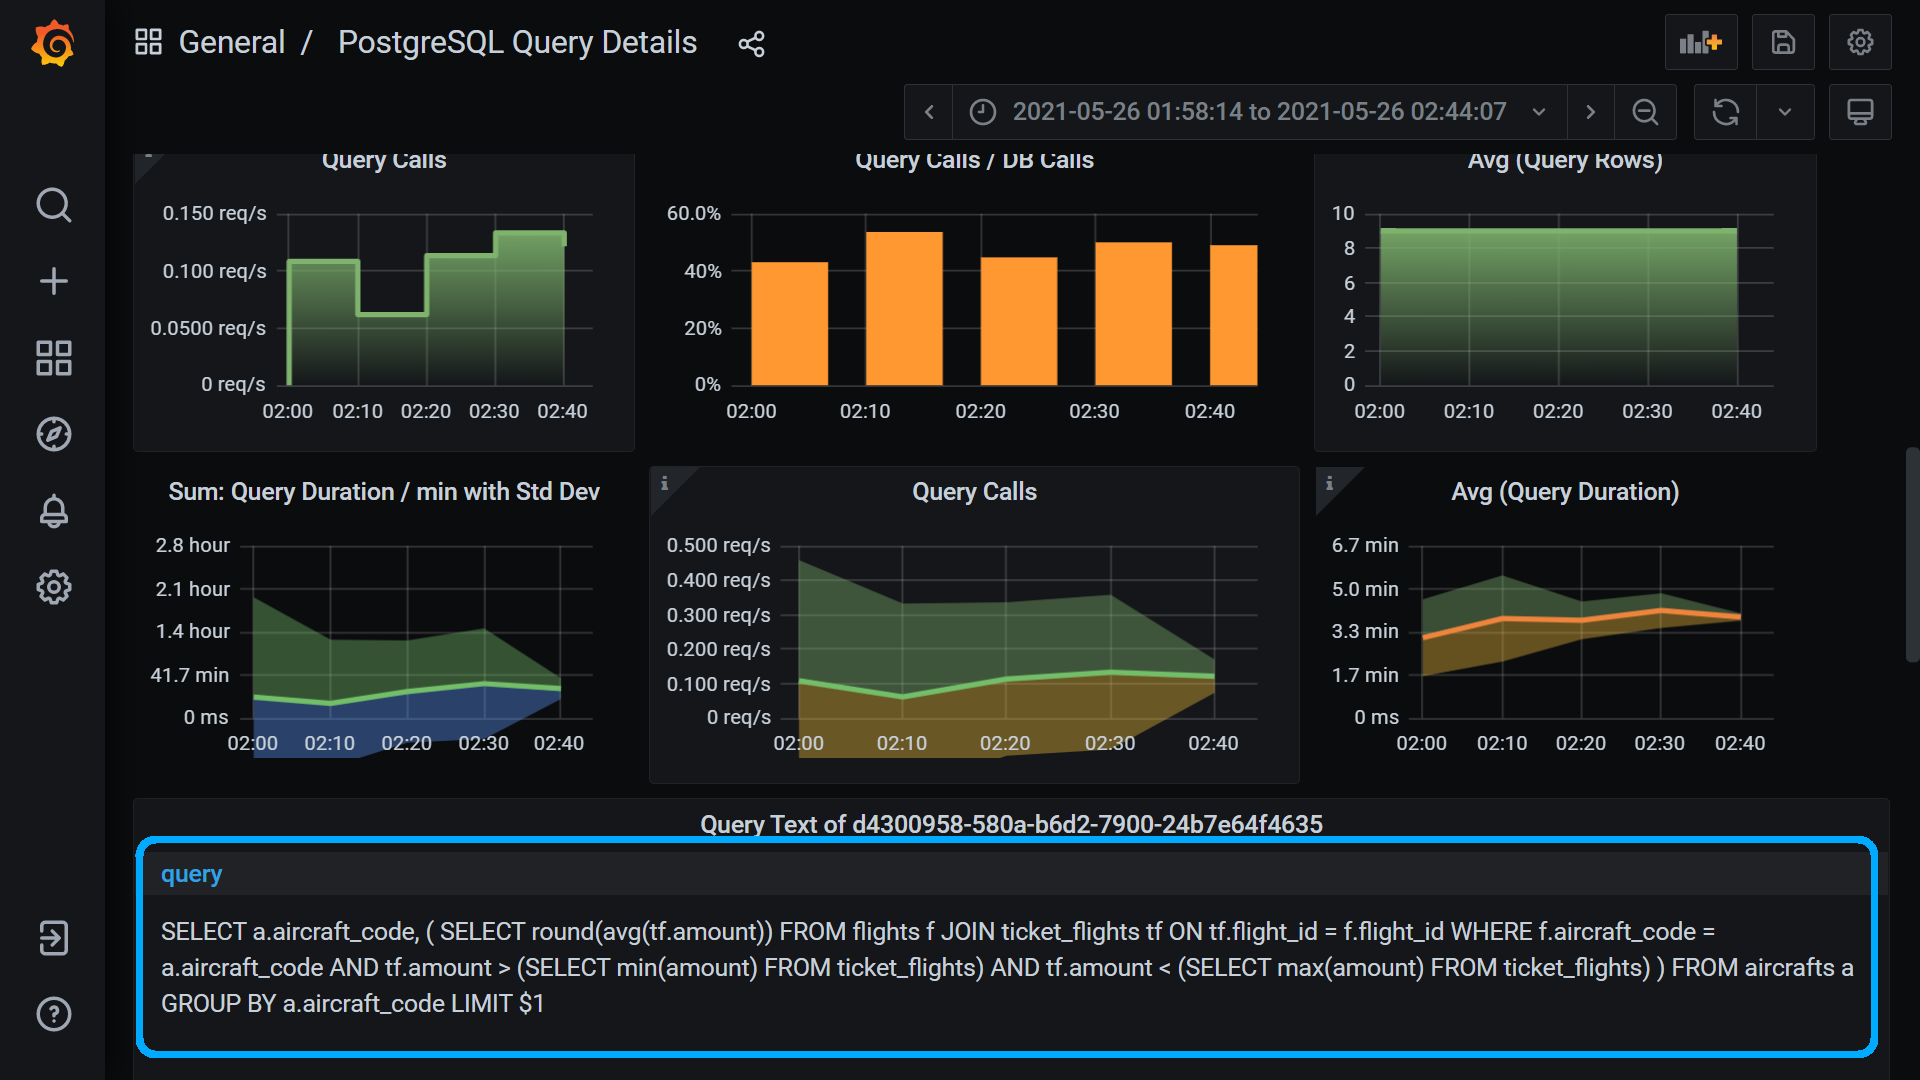 General / PostgreSQL Query Details
2021-05-26 01:58:14 to 2021-05-26 02:44:07
Query Calls
0.150 req/s
0.100 req/s
0.0500 req/s
0 req/s
02:00 02:10 02:20 02:30 02:40
Query Calls / DB Calls
60.0%
40%
20%
0%
02:00 02:10 02:20 02:30 02:40
Avg (Query Rows)
10
8
6
4
2
0
02:00 02:10 02:20 02:30 02:40
Sum: Query Duration / min with Std Dev
2.8 hour
2.1 hour
1.4 hour
41.7 min
0 ms
02:00 02:10 02:20 02:30 02:40
i
Query Calls
0.500 req/s
0.400 req/s
0.300 req/s
0.200 req/s
0.100 req/s
0 req/s
02:00 02:10 02:20 02:30 02:40
i
Avg (Query Duration)
6.7 min
5.0 min
3.3 min
1.7 min
0 ms
02:00 02:10 02:20 02:30 02:40
Query Text of d4300958-580a-b6d2-7900-24b7e64f4635
query
SELECT a.aircraft_code, ( SELECT round(avg(tf.amount)) FROM flights f JOIN ticket_flights tf ON tf.flight_id = f.flight_id WHERE f.aircraft_code =
a.aircraft_code AND tf.amount > (SELECT min(amount) FROM ticket_flights) AND tf.amount < (SELECT max(amount) FROM ticket_flights) ) FROM aircrafts a
GROUP BY a.aircraft_code LIMIT $1